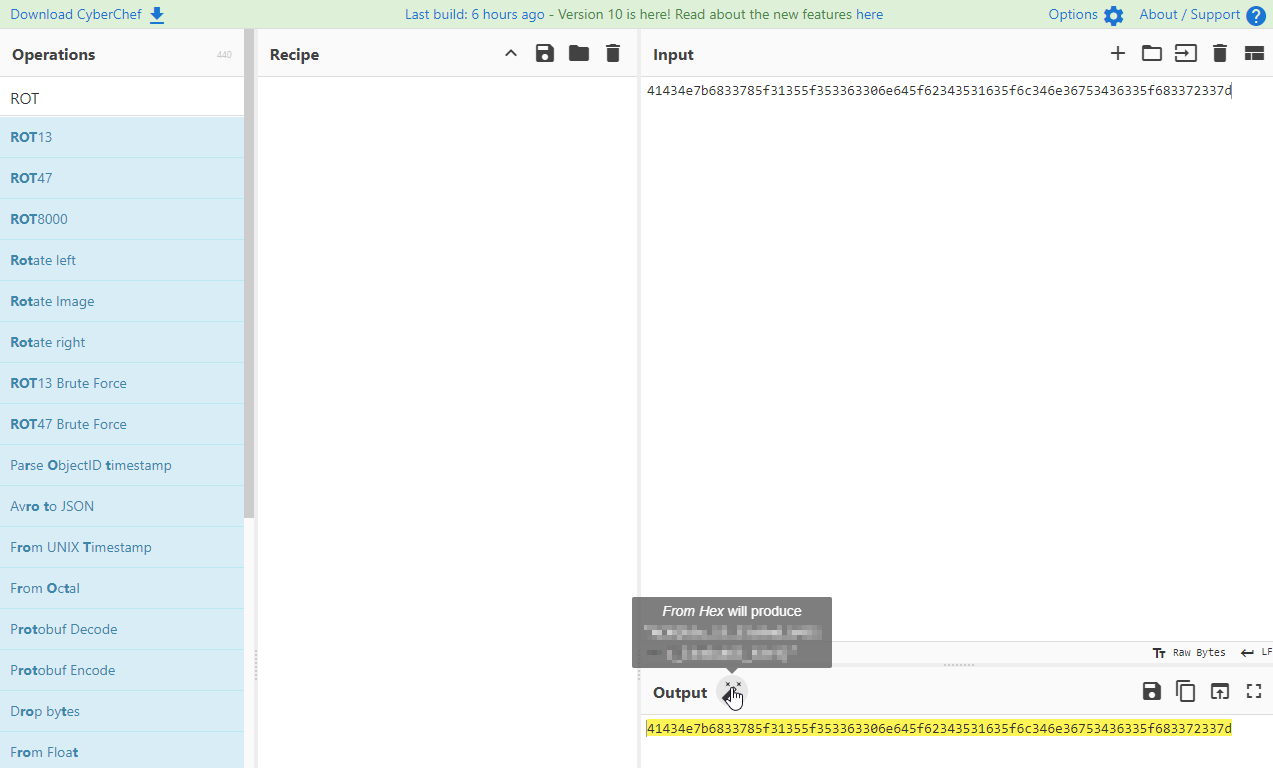 Download CyberChef
Last build: 6 hours ago - Version 10 is here! Read about the new features here
Options
About / Support
Operations
440
ROT
ROT13
ROT47
ROT8000
Rotate left
Rotate Image
Rotate right
ROT13 Brute Force
ROT47 Brute Force
Parse ObjectID timestamp
Avro to JSON
From UNIX Timestamp
From Octal
Protobuf Decode
Protobuf Encode
Drop bytes
From Float
Recipe
Input
41434e7b6833785f31355f353363306e645f62343531635f6c346e36753436335f683372337d
From Hex will produce
Raw Bytes
LF
Output
41434e7b6833785f31355f353363306e645f62343531635f6c346e36753436335f683372337d